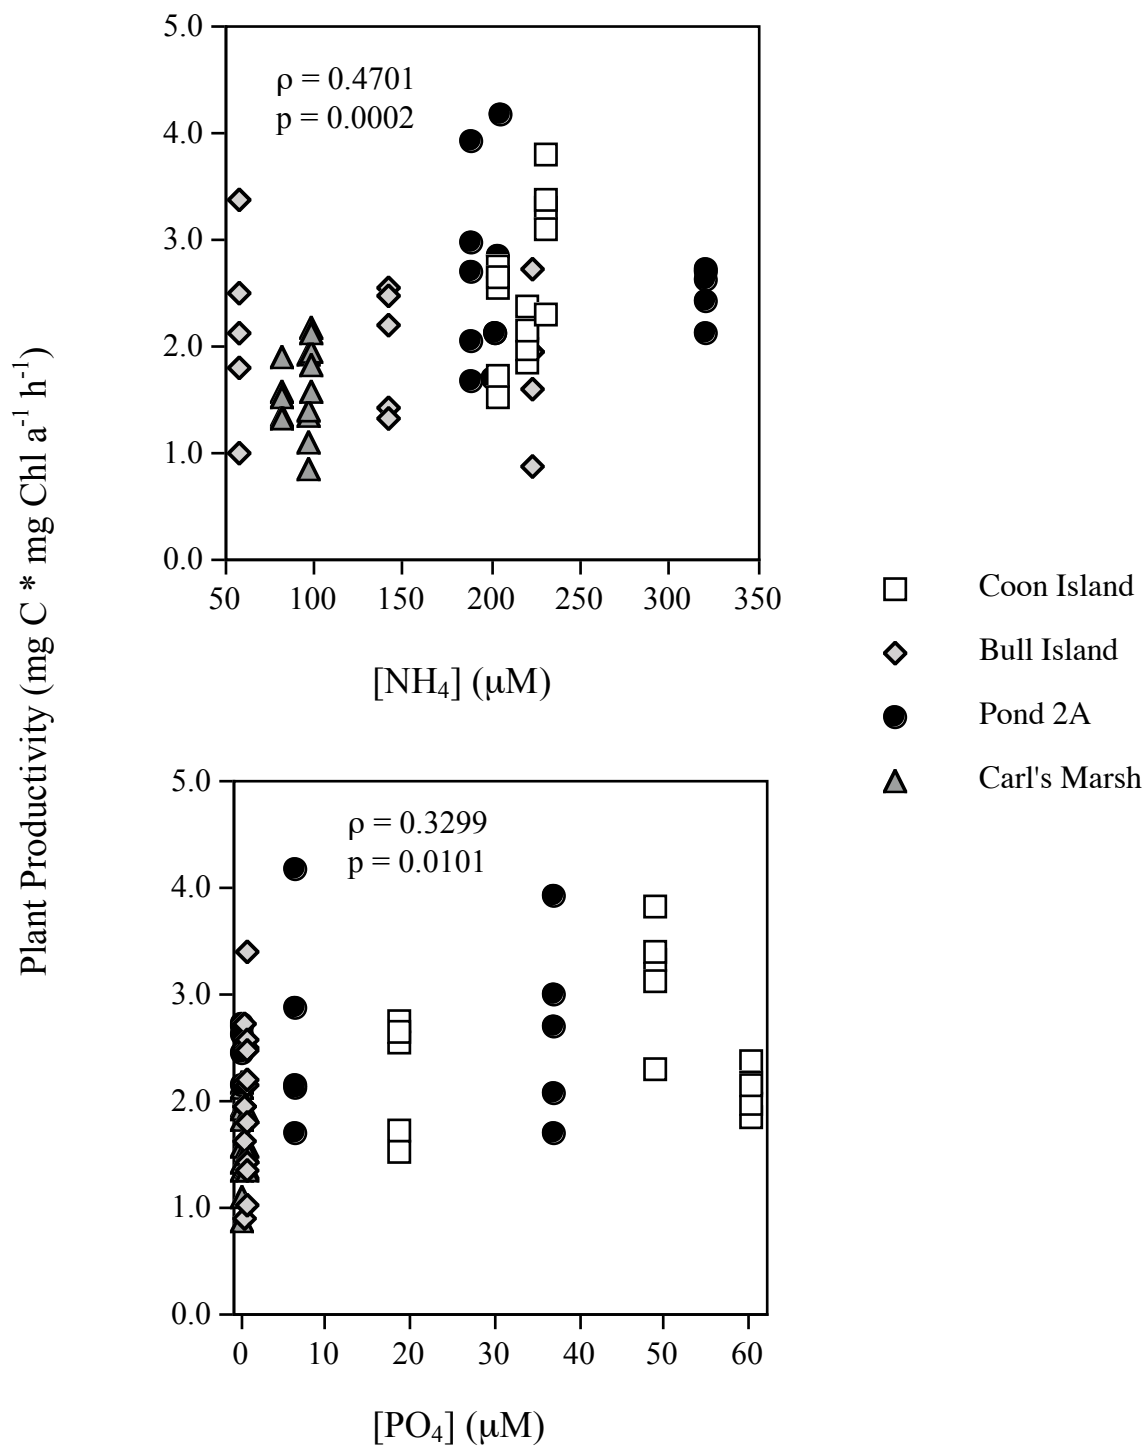 Plant Productivity (mg C * mg Chl a⁻¹ h⁻¹)
5.0
4.0
3.0
2.0
1.0
0.0
ρ = 0.4701
p = 0.0002
50 100 150 200 250 300 350
[NH₄] (μM)
Coon Island
Bull Island
Pond 2A
Carl's Marsh
5.0
4.0
3.0
2.0
1.0
0.0
ρ = 0.3299
p = 0.0101
0 10 20 30 40 50 60
[PO₄] (μM)